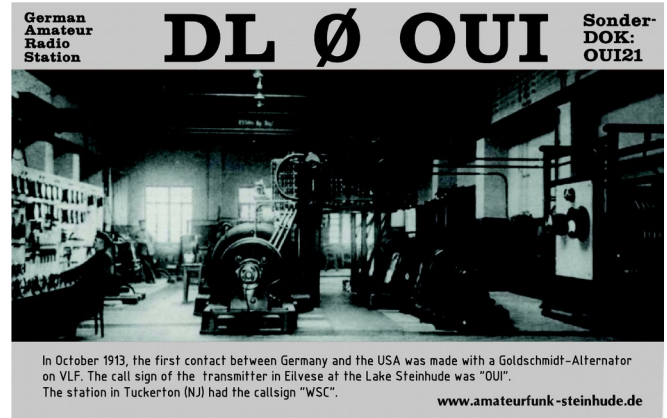 German
Amateur
Radio
Station
DL Ø OUI
Sonder-
DOK:
OUI21
In October 1913, the first contact between Germany and the USA was made with a Goldschmidt-Alternator
on VLF. The call sign of the transmitter in Eilvese at the Lake Steinhude was "OUI".
The station in Tuckerton (NJ) had the callsign "WSC".
www.amateurfunk-steinhude.de